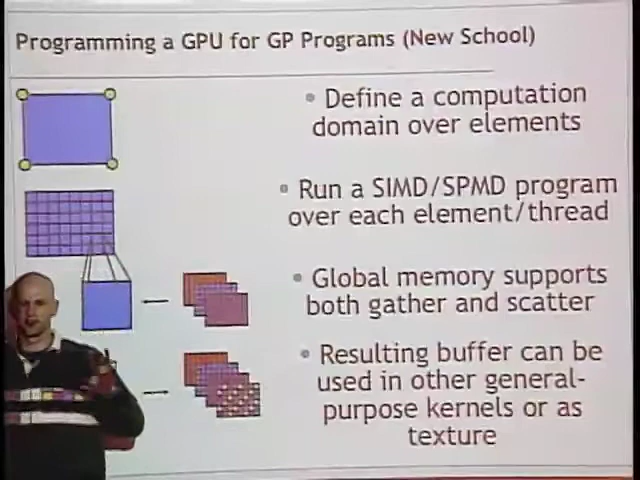 Programming a GPU for GP Programs (New School)
• Define a computation
domain over elements
• Run a SIMD/SPMD program
over each element/thread
• Global memory supports
both gather and scatter
• Resulting buffer can be
used in other general-
purpose kernels or as
texture